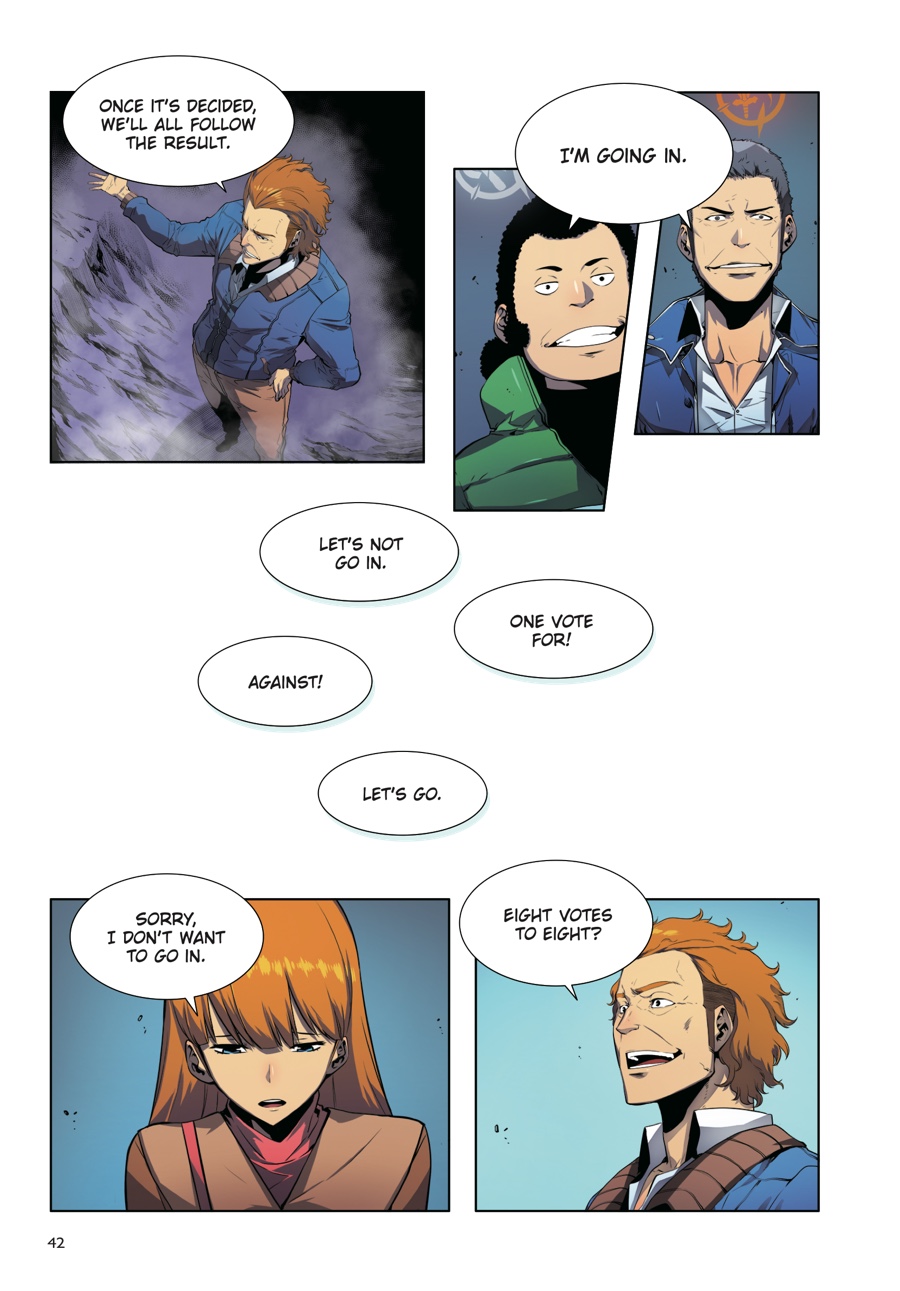 ONCE IT'S DECIDED,
WE'LL ALL FOLLOW
THE RESULT.
I'M GOING IN.
LET'S NOT
GO IN.
ONE VOTE
FOR!
AGAINST!
LET'S GO.
SORRY,
I DON'T WANT
TO GO IN.
EIGHT VOTES
TO EIGHT?
42